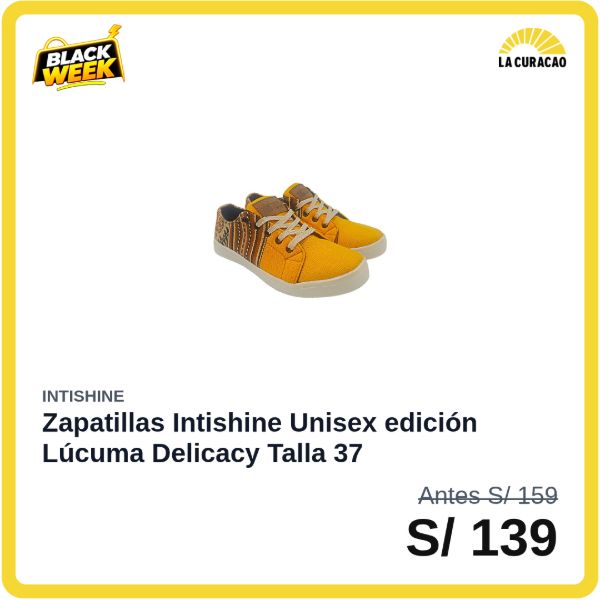 BLACK
WEEK
LA CURACAO
INTISHINE
Zapatillas Intishine Unisex edición
Lúcuma Delicacy Talla 37
Antes S/ 159
S/ 139